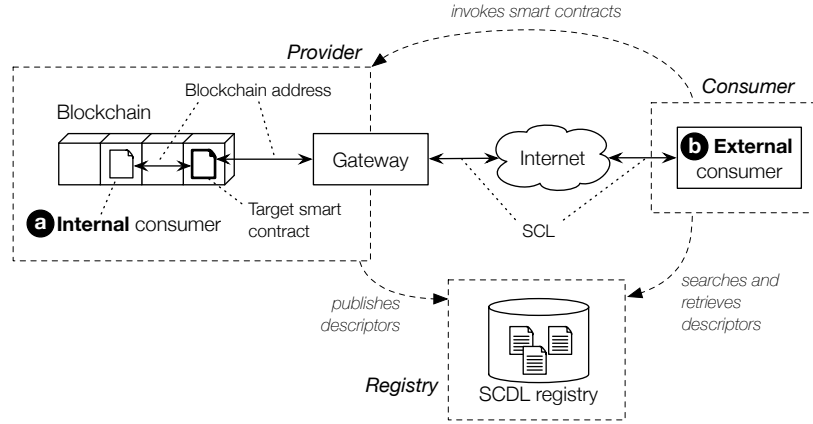 invokes smart contracts
Provider
Consumer
Blockchain address
Blockchain
Gateway
Internet
b External
consumer
a Internal consumer
Target smart
contract
SCL
publishes
descriptors
searches and
retrieves
descriptors
Registry
SCDL registry